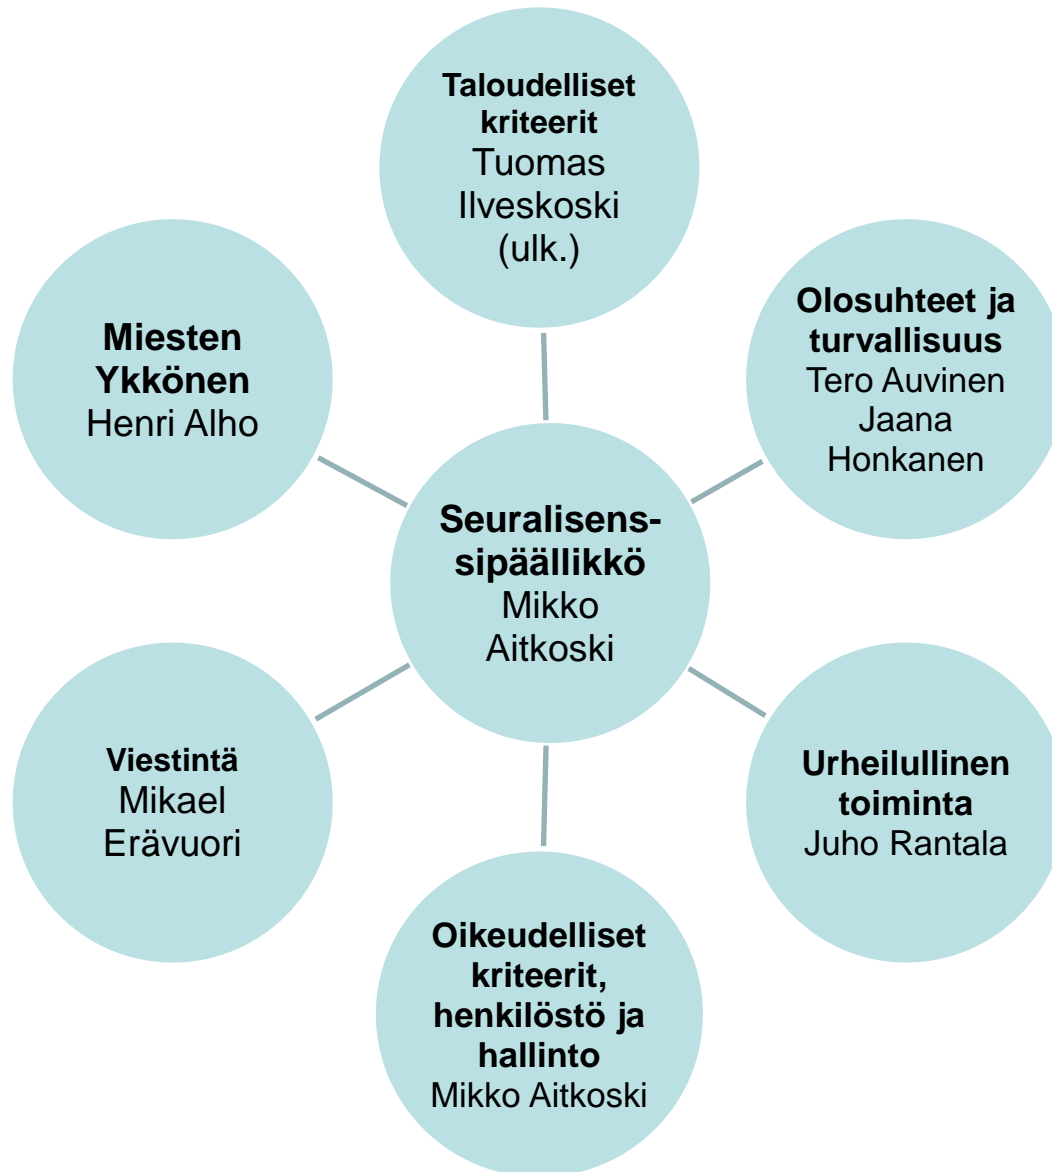 Taloudelliset
kriteerit
Tuomas
Ilveskoski
(ulk.)
Olosuhteet ja
turvallisuus
Tero Auvinen
Jaana
Honkanen
Miesten
Ykkönen
Henri Alho
Seuralisens-
sipäällikkö
Mikko
Aitkoski
Viestintä
Mikael
Erävuori
Urheilullinen
toiminta
Juho Rantala
Oikeudelliset
kriteerit,
henkilöstö ja
hallinto
Mikko Aitkoski